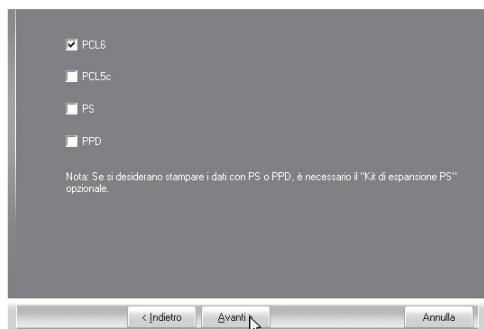 PCL6
PCL5c
PS
PPD
Nota: Se si desiderano stampare i dati con PS o PPD, è necessario il "Kit di espansione PS"
opzionale.
< Indietro Avanti > Annulla